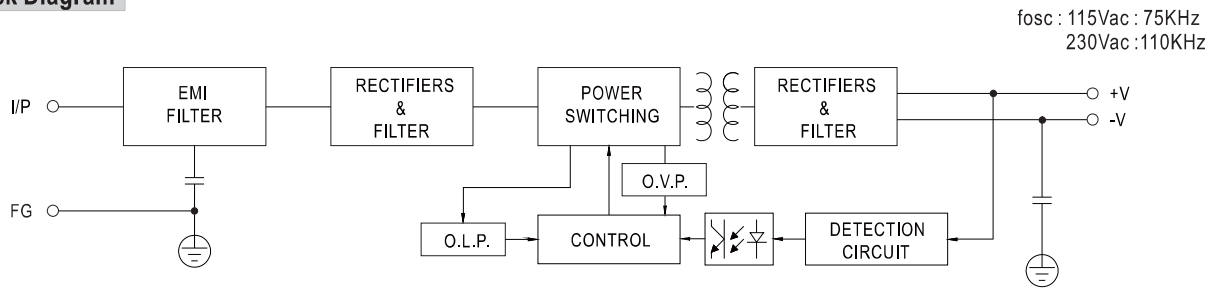 Diagram
fosc : 115Vac : 75KHz
230Vac :110KHz
I/P
EMI
FILTER
RECTIFIERS
&
FILTER
POWER
SWITCHING
RECTIFIERS
&
FILTER
+V
-V
O.V.P.
FG
O.L.P.
CONTROL
DETECTION
CIRCUIT